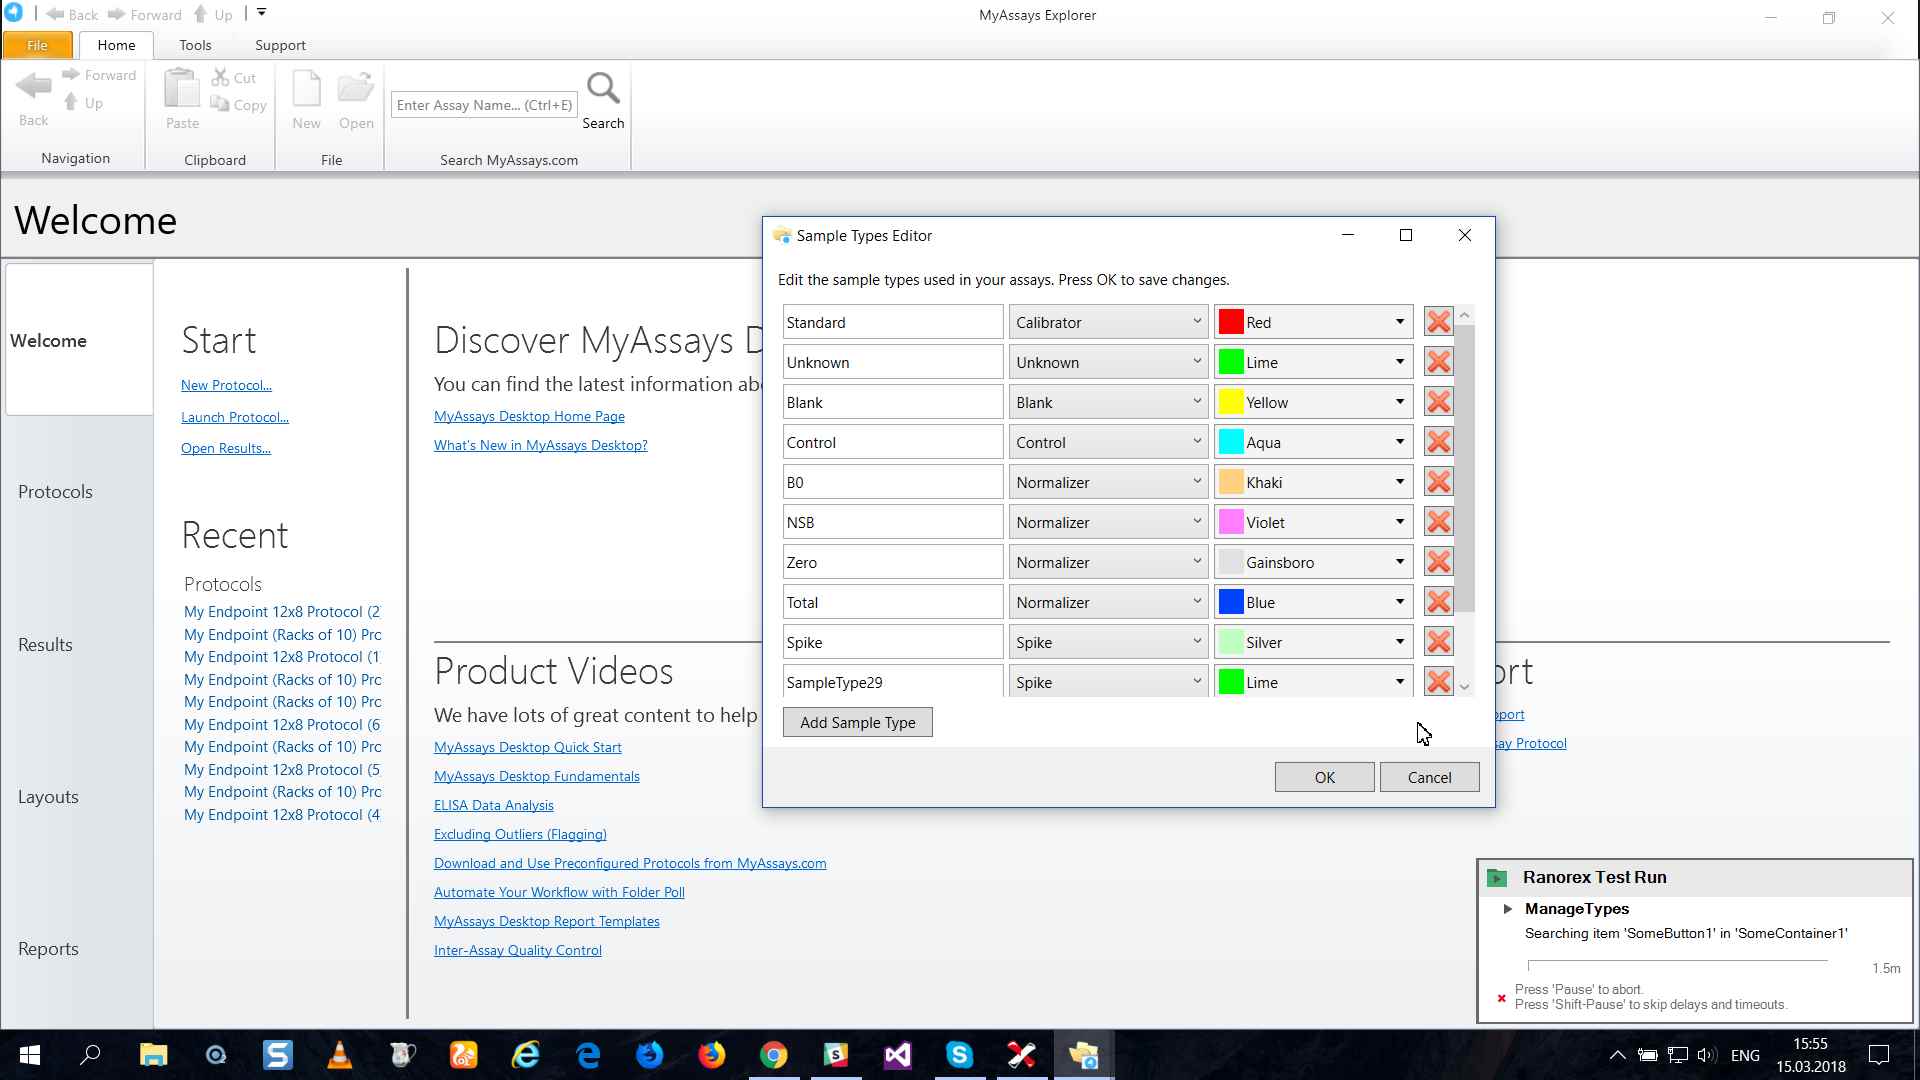 Back Forward Up
MyAssays Explorer
File Home Tools Support
Back
Forward
Up
Navigation
Paste
Cut
Copy
Clipboard
New Open
File
Enter Assay Name... (Ctrl+E)
Search
Search MyAssays.com
Welcome
Welcome
Protocols
Results
Layouts
Reports
Start
New Protocol...
Launch Protocol...
Open Results...
Recent
Protocols
My Endpoint 12x8 Protocol (2
My Endpoint (Racks of 10) Prc
My Endpoint 12x8 Protocol (1
My Endpoint (Racks of 10) Prc
My Endpoint (Racks of 10) Prc
My Endpoint 12x8 Protocol (6
My Endpoint (Racks of 10) Prc
My Endpoint 12x8 Protocol (5
My Endpoint (Racks of 10) Prc
My Endpoint 12x8 Protocol (4
Discover MyAssays D
You can find the latest information ab
MyAssays Desktop Home Page
What's New in MyAssays Desktop?
Product Videos
We have lots of great content to help
MyAssays Desktop Quick Start
MyAssays Desktop Fundamentals
ELISA Data Analysis
Excluding Outliers (Flagging)
Download and Use Preconfigured Protocols from MyAssays.com
Automate Your Workflow with Folder Poll
MyAssays Desktop Report Templates
Inter-Assay Quality Control
ort
pport
ay Protocol
Sample Types Editor
Edit the sample types used in your assays. Press OK to save changes.
Standard Calibrator Red
Unknown Unknown Lime
Blank Blank Yellow
Control Control Aqua
B0 Normalizer Khaki
NSB Normalizer Violet
Zero Normalizer Gainsboro
Total Normalizer Blue
Spike Spike Silver
SampleType29 Spike Lime
Add Sample Type
OK Cancel
Ranorex Test Run
ManageTypes
Searching item 'SomeButton1' in 'SomeContainer1'
1.5m
Press 'Pause' to abort.
Press 'Shift-Pause' to skip delays and timeouts.
ENG
15:55
15.03.2018